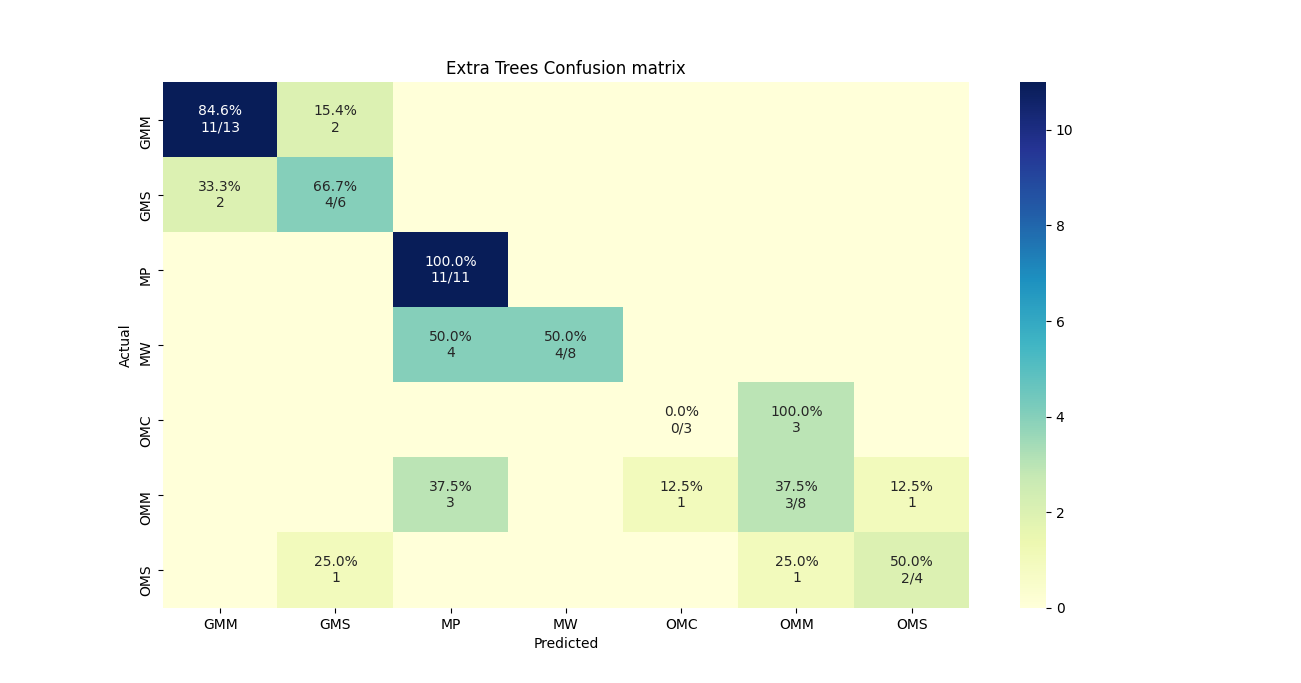 Extra Trees Confusion matrix
GMM
84.6%
11/13
15.4%
2
GMS
33.3%
2
66.7%
4/6
MP
100.0%
11/11
MW
50.0%
4
50.0%
4/8
OMC
0.0%
0/3
100.0%
3
OMM
37.5%
3
12.5%
1
37.5%
3/8
12.5%
1
OMS
25.0%
1
25.0%
1
50.0%
2/4
Actual
GMM
GMS
MP
MW
OMC
OMM
OMS
Predicted
10
8
6
4
2
0